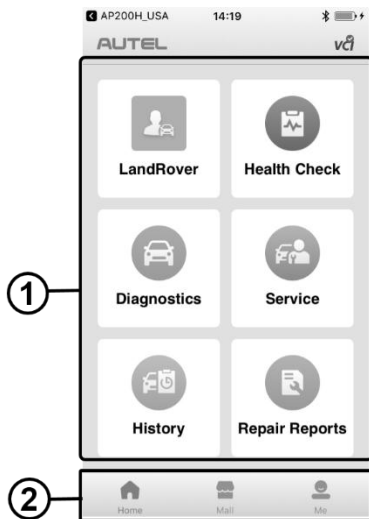 AP200H_USA 14:19
AUTEL vci
LandRover Health Check
Diagnostics Service
1
History Repair Reports
2
Home Mall Me